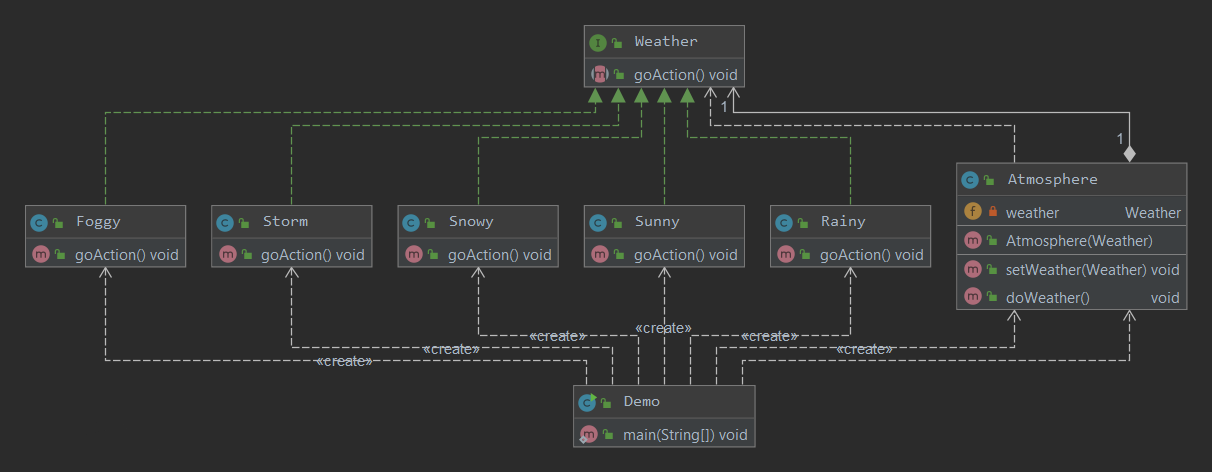 Weather
goAction() void
1
1
Atmosphere
weather Weather
Atmosphere(Weather)
setWeather(Weather) void
doWeather() void
Foggy
goAction() void
Storm
goAction() void
Snowy
goAction() void
Sunny
goAction() void
Rainy
goAction() void
«create»
«create»
«create»
«create»
«create»
«create»
Demo
main(String[]) void